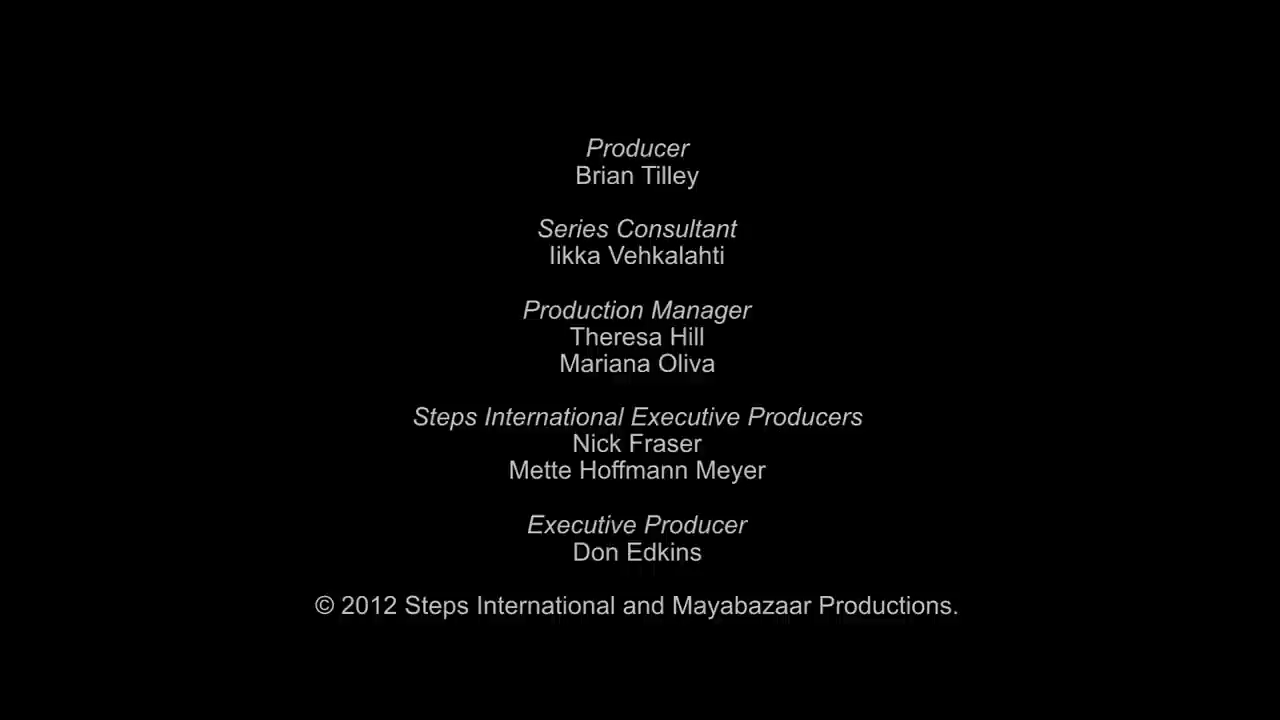 Producer
Brian Tilley
Series Consultant
Iikka Vehkalahti
Production Manager
Theresa Hill
Mariana Oliva
Steps International Executive Producers
Nick Fraser
Mette Hoffmann Meyer
Executive Producer
Don Edkins
© 2012 Steps International and Mayabazaar Productions.